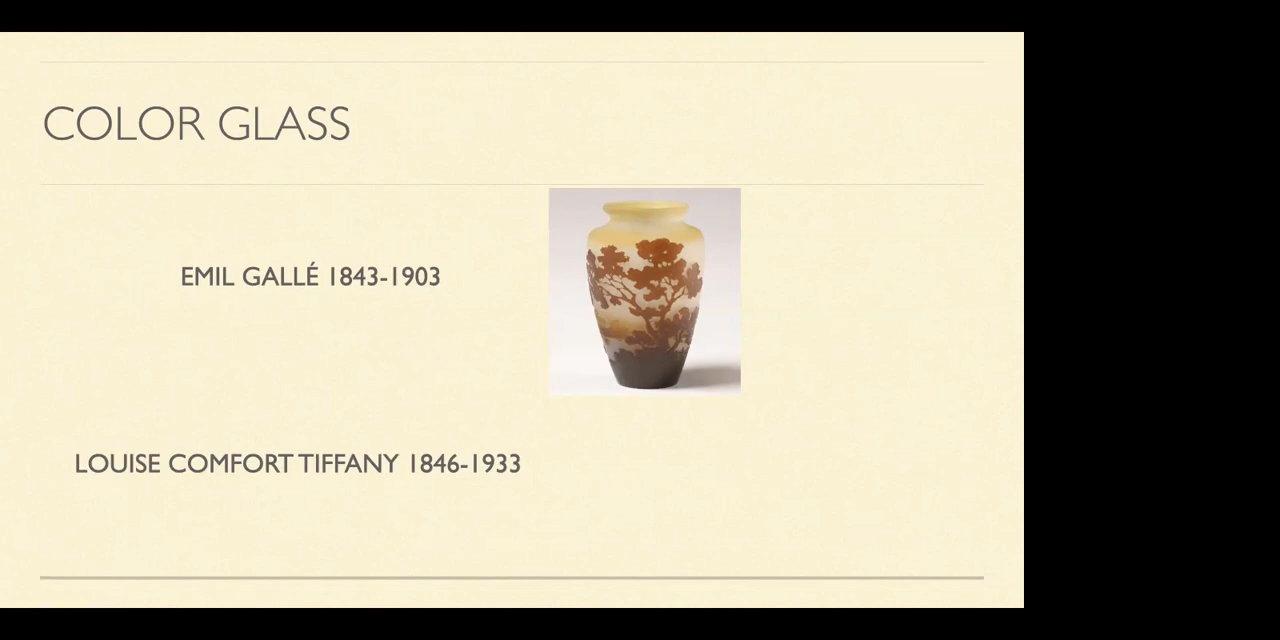 COLOR GLASS
EMIL GALLÉ 1843-1903
LOUISE COMFORT TIFFANY 1846-1933